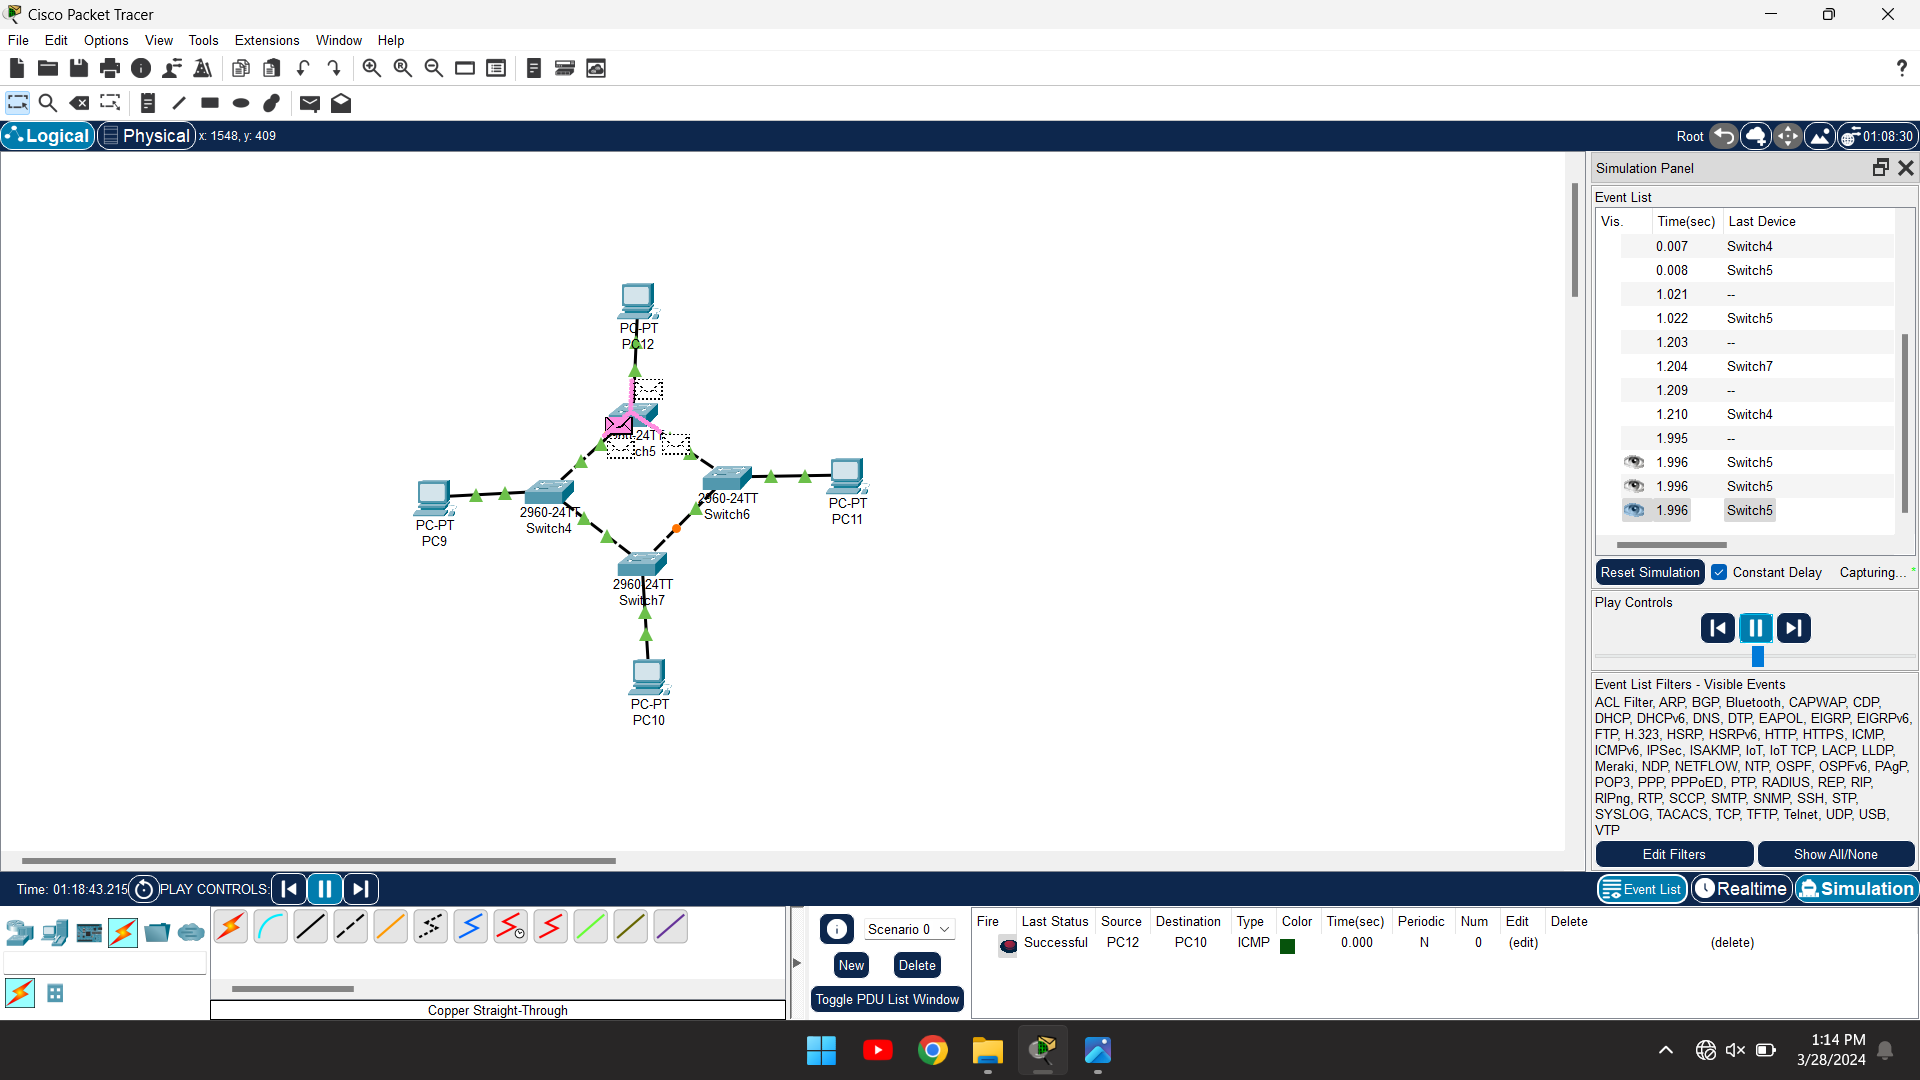 Cisco Packet Tracer
File Edit Options View Tools Extensions Window Help
?
Logical Physical x: 1548, y: 409 Root 01:08:30
Simulation Panel
Event List
Vis. Time(sec) Last Device
0.007 Switch4
0.008 Switch5
1.021 --
1.022 Switch5
1.203 --
1.204 Switch7
1.209 --
1.210 Switch4
1.995 --
1.996 Switch5
1.996 Switch5
1.996 Switch5
Reset Simulation Constant Delay Capturing...
Play Controls
Event List Filters - Visible Events
ACL Filter, ARP, BGP, Bluetooth, CAPWAP, CDP,
DHCP, DHCPv6, DNS, DTP, EAPOL, EIGRP, EIGRPv6,
FTP, H.323, HSRP, HSRPv6, HTTP, HTTPS, ICMP,
ICMPv6, IPSec, ISAKMP, IoT, IoT TCP, LACP, LLDP,
Meraki, NDP, NETFLOW, NTP, OSPF, OSPFv6, PAgP,
POP3, PPP, PPPoED, PTP, RADIUS, REP, RIP,
RIPng, RTP, SCCP, SMTP, SNMP, SSH, STP,
SYSLOG, TACACS, TCP, TFTP, Telnet, UDP, USB,
VTP
Edit Filters Show All/None
PC-PT
PC12
24TT
ch5
PC-PT
PC9
2960-24TT
Switch4
2960-24TT
Switch6
PC-PT
PC11
2960-24TT
Switch7
PC-PT
PC10
Time: 01:18:43.215 PLAY CONTROLS: Event List Realtime Simulation
Copper Straight-Through
Scenario 0
New Delete
Toggle PDU List Window
Fire Last Status Source Destination Type Color Time(sec) Periodic Num Edit Delete
Successful PC12 PC10 ICMP 0.000 N 0 (edit) (delete)
1:14 PM
3/28/2024